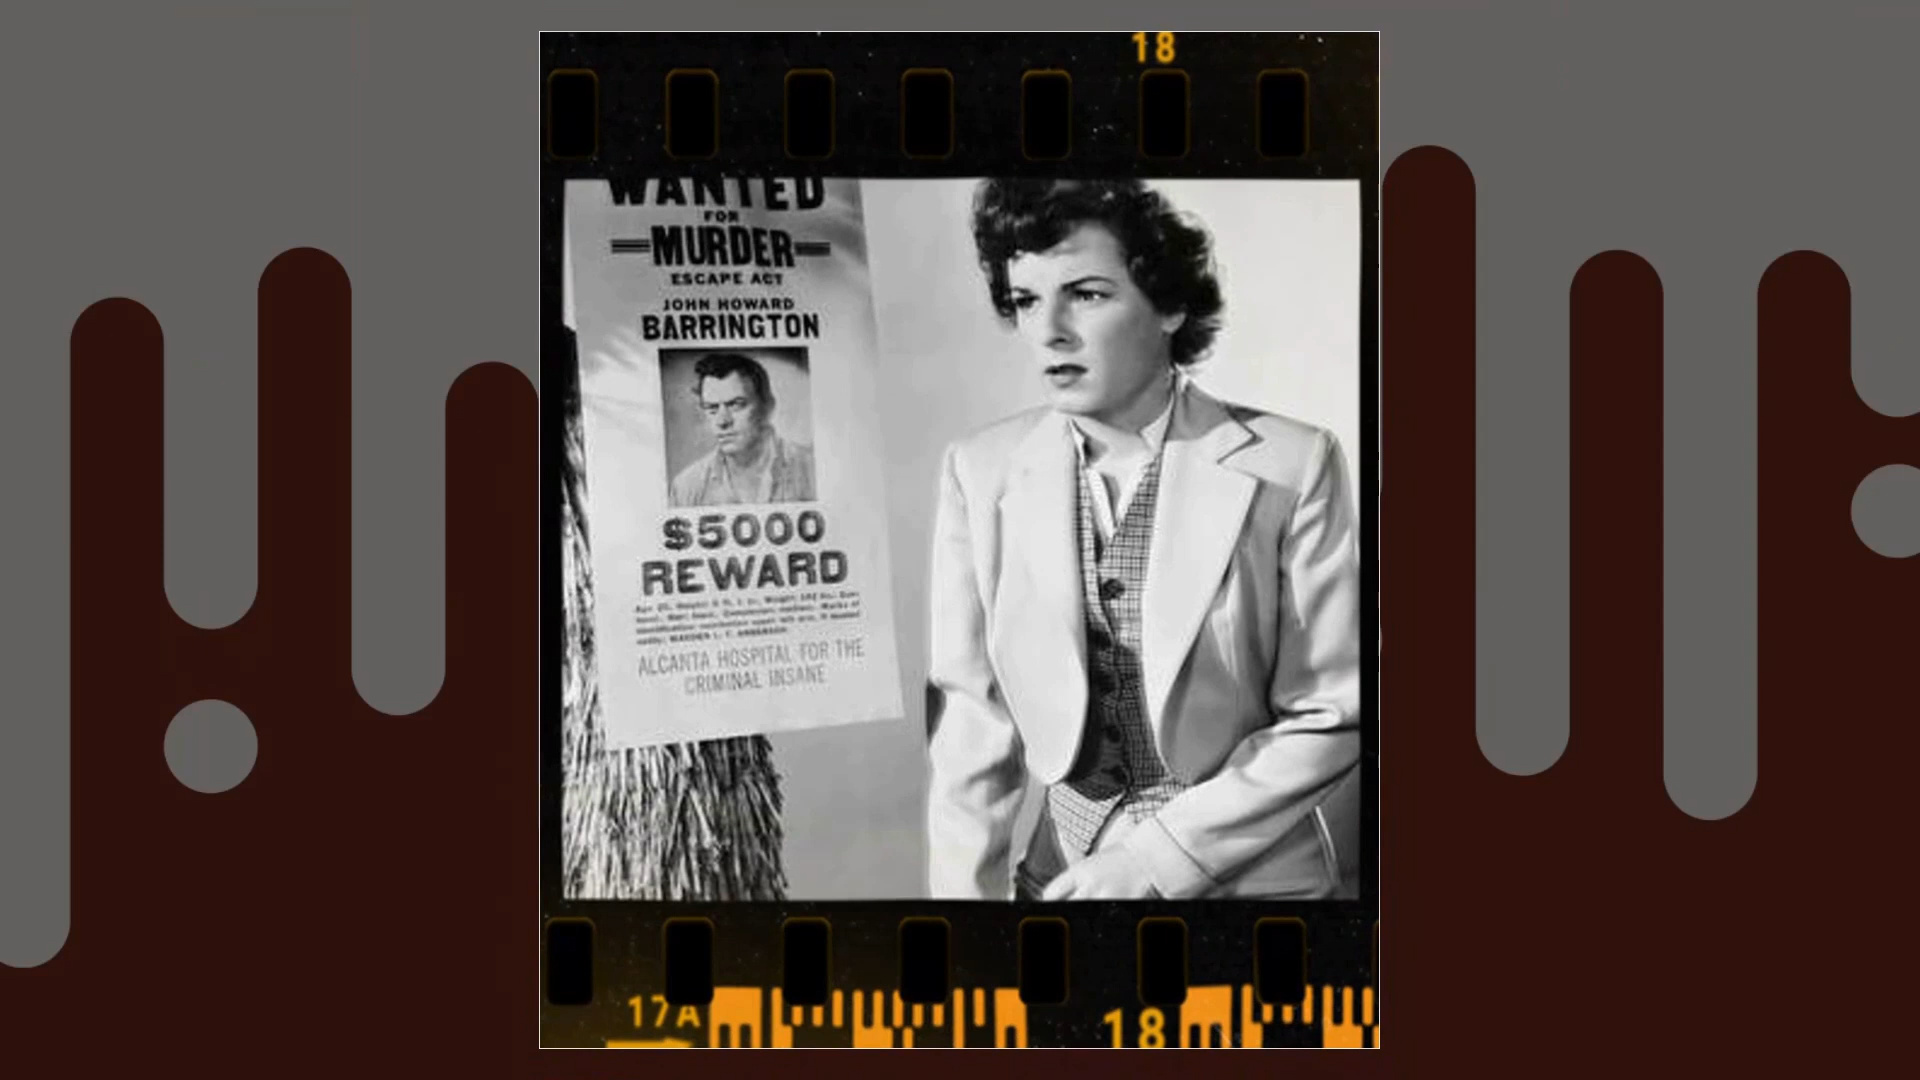 18
WANTED
FOR
MURDER
ESCAPE ACT
JOHN HOWARD
BARRINGTON
$5000
REWARD
ALCANTA HOSPITAL FOR THE
CRIMINAL INSANE
17A
18